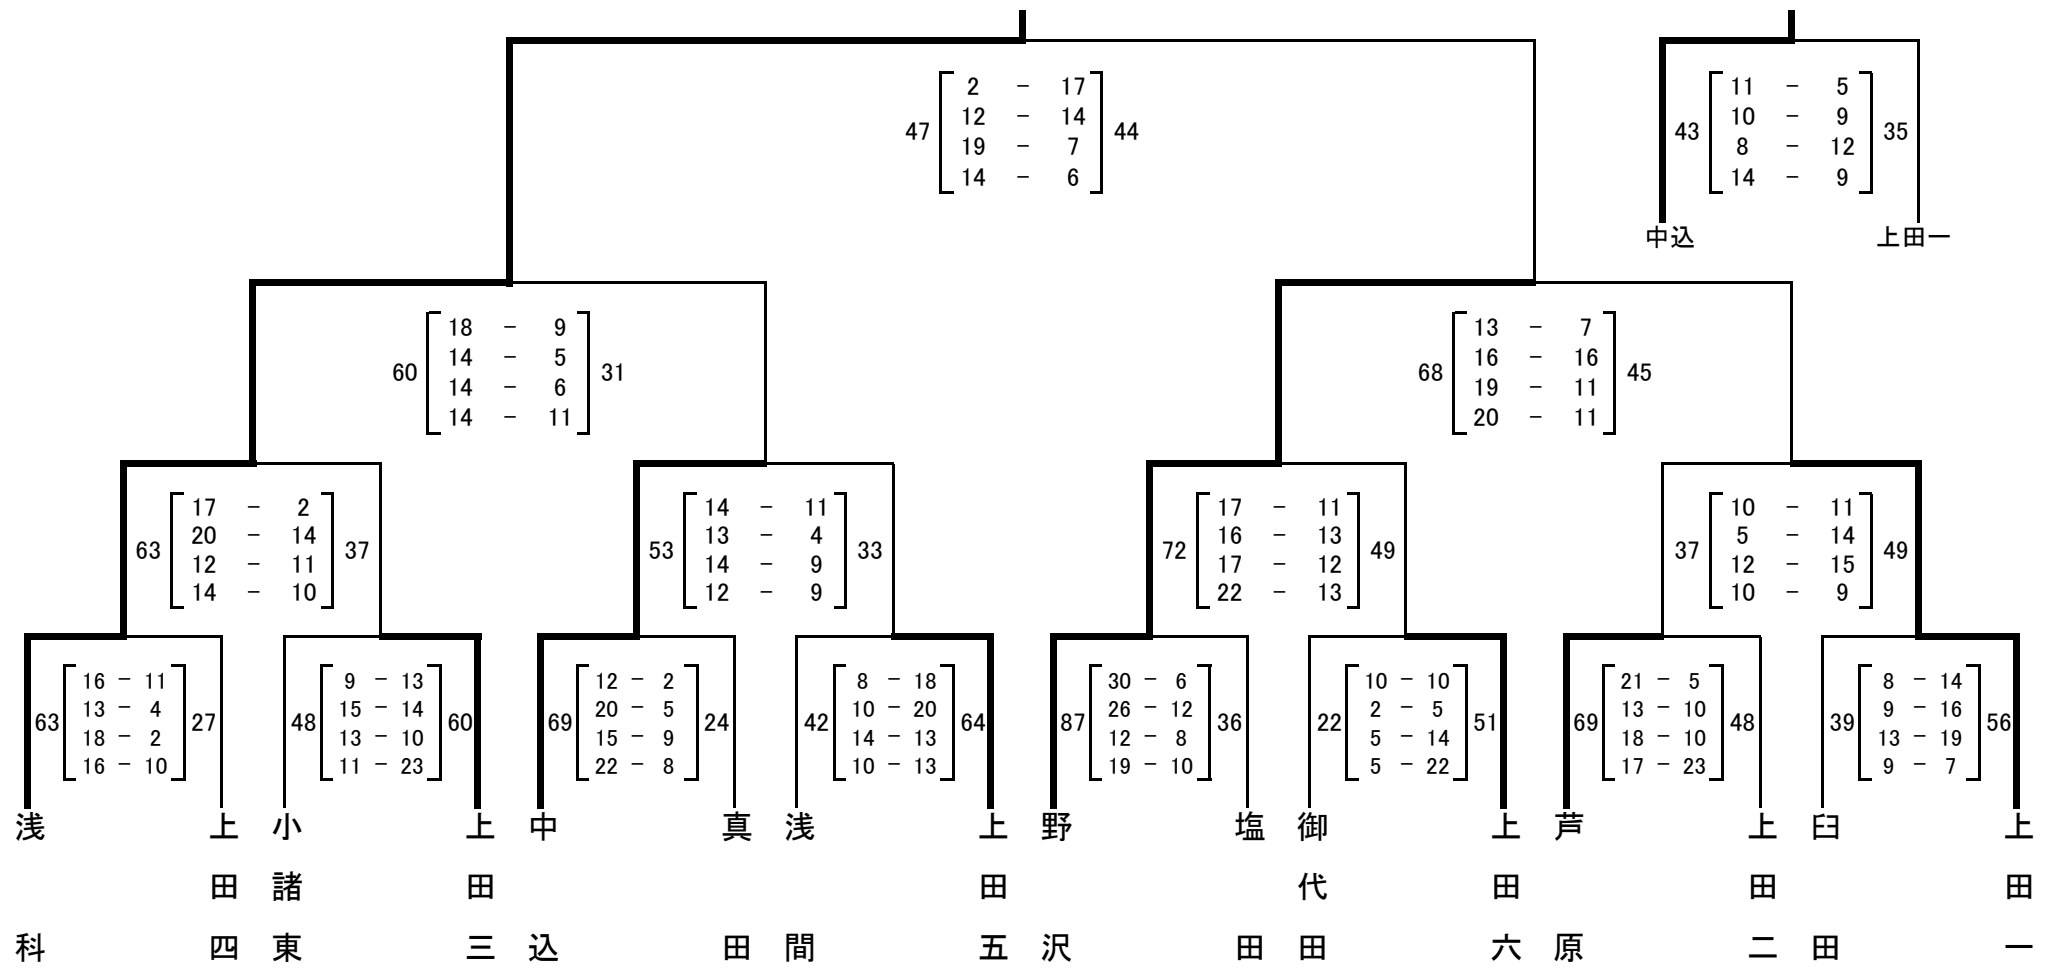 2 - 17
12 - 14
47 19 - 7 44
14 - 6
11 - 5
10 - 9
43 8 - 12 35
14 - 9
中込 上田一
18 - 9
14 - 5
60 14 - 6 31
14 - 11
13 - 7
16 - 16
68 19 - 11 45
20 - 11
17 - 2
20 - 14
63 12 - 11 37
14 - 10
14 - 11
13 - 4
53 14 - 9 33
12 - 9
17 - 11
16 - 13
72 17 - 12 49
22 - 13
10 - 11
5 - 14
37 12 - 15 49
10 - 9
16 - 11
13 - 4
63 18 - 2 27
16 - 10
9 - 13
15 - 14
48 13 - 10 60
11 - 23
12 - 2
20 - 5
69 15 - 9 24
22 - 8
8 - 18
10 - 20
42 14 - 13 64
10 - 13
30 - 6
26 - 12
87 12 - 8 36
19 - 10
10 - 10
2 - 5
22 5 - 14 51
5 - 22
21 - 5
13 - 10
69 18 - 10 48
17 - 23
8 - 14
9 - 16
39 13 - 19 56
9 - 7
浅科
上田四
小諸東
上田三
中込
真田
浅間
上田五
野沢
塩田
御代田
上田六
芦原
上田二
臼田
上田一